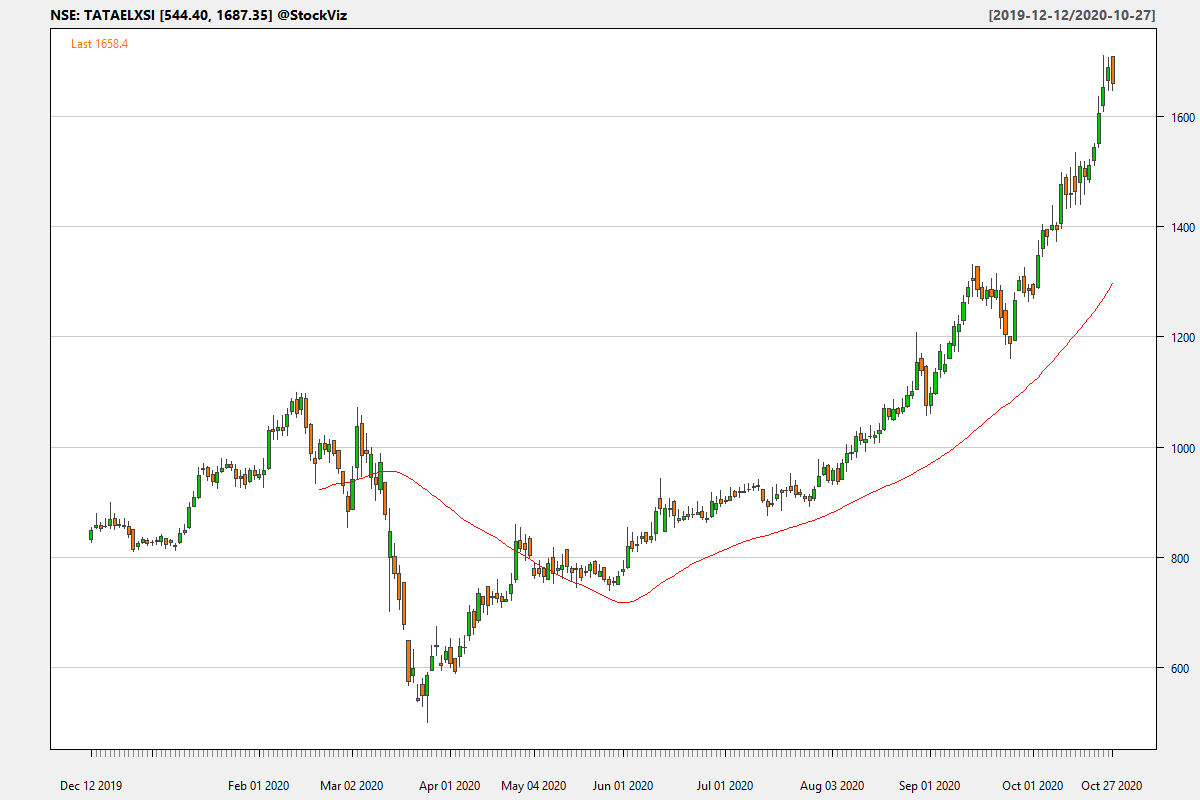 NSE: TATAELXSI [544.40, 1687.35] @StockViz
[2019-12-12/2020-10-27]
Last 1658.4
1600
1400
1200
1000
800
600
Dec 12 2019
Feb 01 2020
Mar 02 2020
Apr 01 2020
May 04 2020
Jun 01 2020
Jul 01 2020
Aug 03 2020
Sep 01 2020
Oct 01 2020
Oct 27 2020